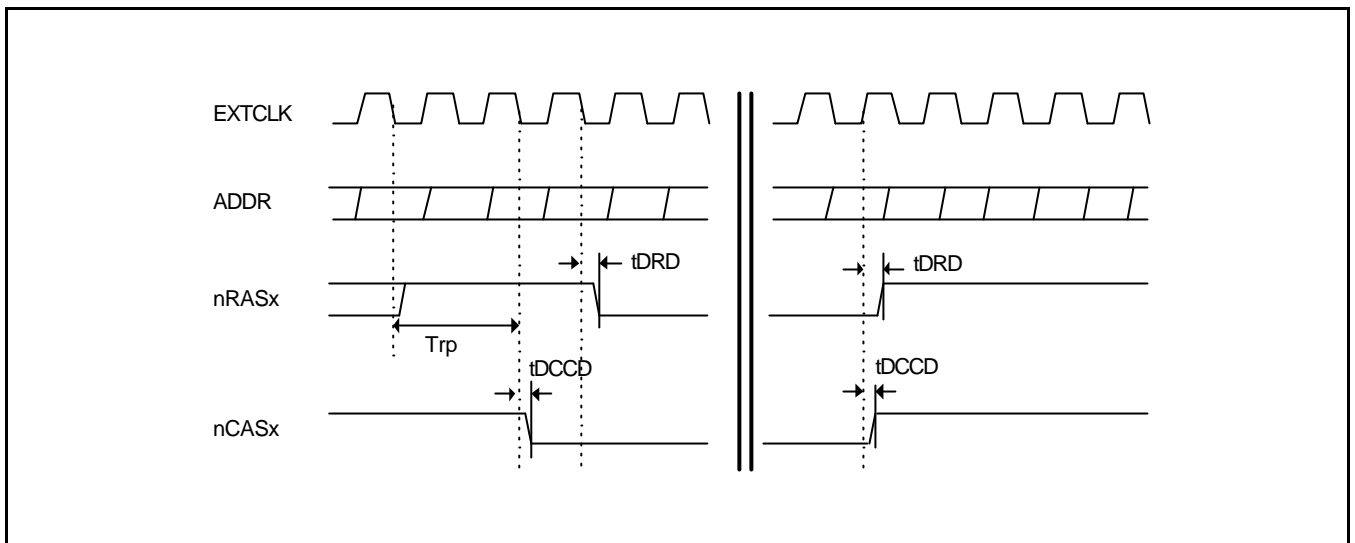 EXTCLK
ADDR
tDRD
tDRD
nRASx
Trp
tDCCD
tDCCD
nCASx